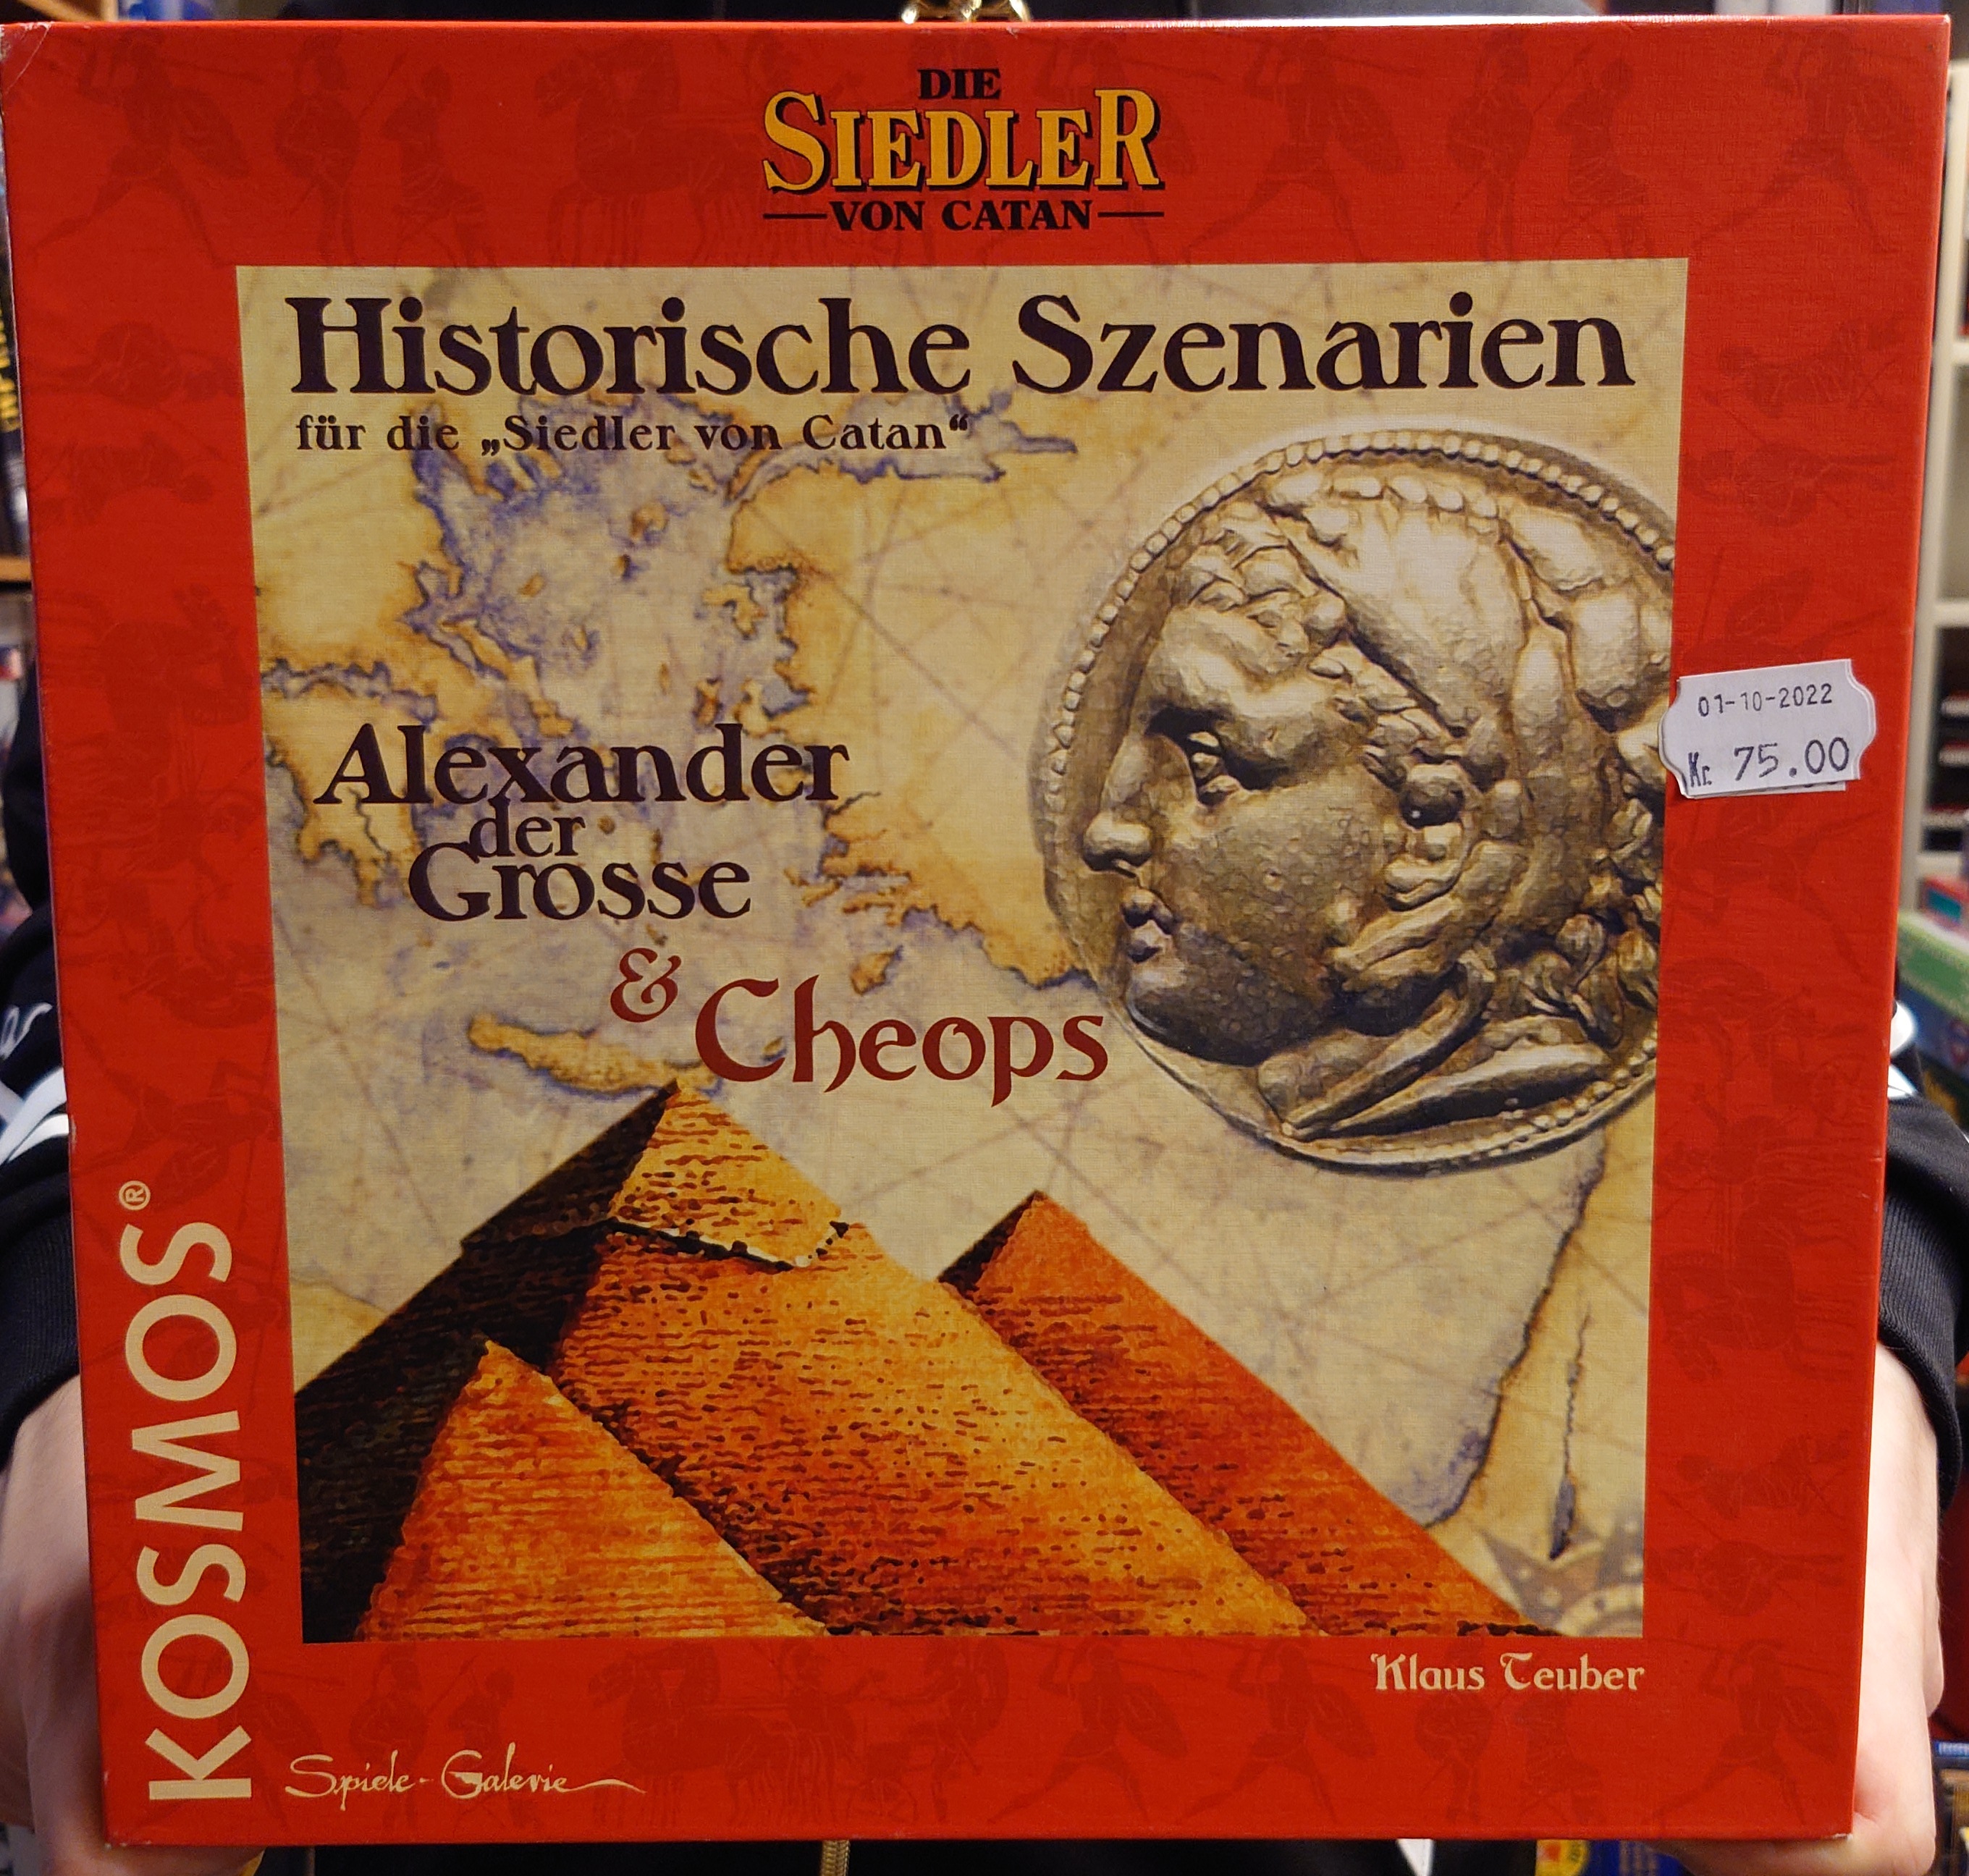 DIE
SIEDLER
VON CATAN
Historische Szenarien
für die „Siedler von Catan“
Alexander
der
Grosse
& Cheops
01-10-2022
Kr. 75.00
KOSMOS®
Klaus Teuber
Spiele-Galerie